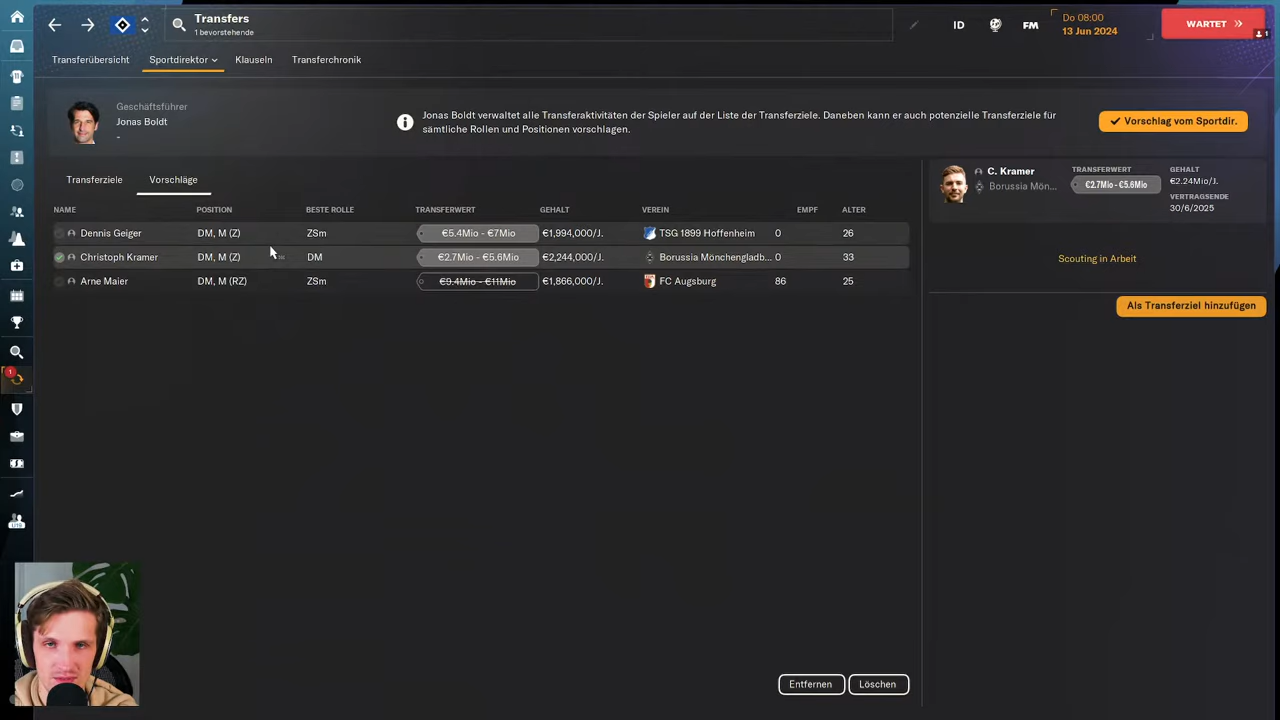 Transfers
1 bevorstehende
ID
FM
Do 08:00
13 Jun 2024
WARTET
1
Transferübersicht
Sportdirektor
Klauseln
Transferchronik
Geschäftsführer
Jonas Boldt
-
Jonas Boldt verwaltet alle Transferaktivitäten der Spieler auf der Liste der Transferziele. Daneben kann er auch potenzielle Transferziele für
sämtliche Rollen und Positionen vorschlagen.
Vorschlag vom Sportdir.
Transferziele
Vorschläge
NAME POSITION BESTE ROLLE TRANSFERWERT GEHALT VEREIN EMPF ALTER
Dennis Geiger DM, M (Z) ZSm €5.4Mio - €7Mio €1,994,000/J. TSG 1899 Hoffenheim 0 26
Christoph Kramer DM, M (Z) DM €2.7Mio - €5.6Mio €2,244,000/J. Borussia Mönchengladb... 0 33
Arne Maier DM, M (RZ) ZSm €9.4Mio - €11Mio €1,866,000/J. FC Augsburg 86 25
C. Kramer
Borussia Mön...
TRANSFERWERT
€2.7Mio - €5.6Mio
GEHALT
€2.24Mio/J.
VERTRAGSENDE
30/6/2025
Scouting in Arbeit
Als Transferziel hinzufügen
Entfernen
Löschen
1
U19